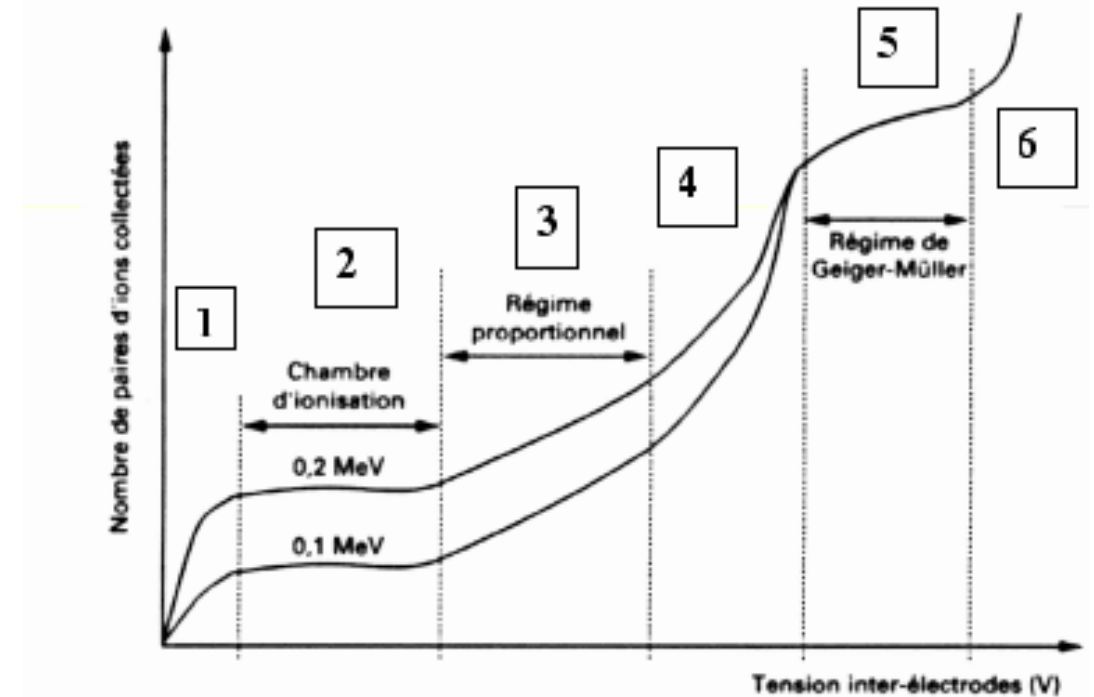 5
6
4
3
2
1
Nombre de paires d'ions collectées
Régime de
Geiger-Müller
Régime
proportionnel
Chambre
d'ionisation
0,2 MeV
0,1 MeV
Tension inter-électrodes (V)